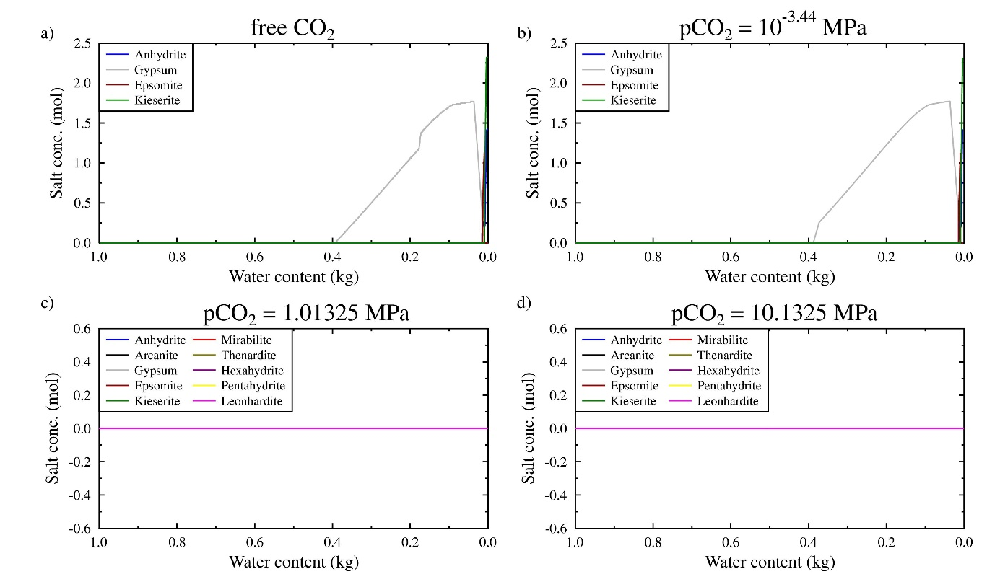 a) free CO2
2.5
2.0
1.5
1.0
0.5
0.0
Salt conc. (mol)
Anhydrite
Gypsum
Epsomite
Kieserite
1.0 0.8 0.6 0.4 0.2 0.0
Water content (kg)
b) pCO2 = 10^-3.44 MPa
2.5
2.0
1.5
1.0
0.5
0.0
Salt conc. (mol)
Anhydrite
Gypsum
Epsomite
Kieserite
1.0 0.8 0.6 0.4 0.2 0.0
Water content (kg)
c) pCO2 = 1.01325 MPa
0.6
0.4
0.2
0.0
-0.2
-0.4
-0.6
Salt conc. (mol)
Anhydrite Mirabilite
Arcanite Thenardite
Gypsum Hexahydrite
Epsomite Pentahydrite
Kieserite Leonhardite
1.0 0.8 0.6 0.4 0.2 0.0
Water content (kg)
d) pCO2 = 10.1325 MPa
0.6
0.4
0.2
0.0
-0.2
-0.4
-0.6
Salt conc. (mol)
Anhydrite Mirabilite
Arcanite Thenardite
Gypsum Hexahydrite
Epsomite Pentahydrite
Kieserite Leonhardite
1.0 0.8 0.6 0.4 0.2 0.0
Water content (kg)